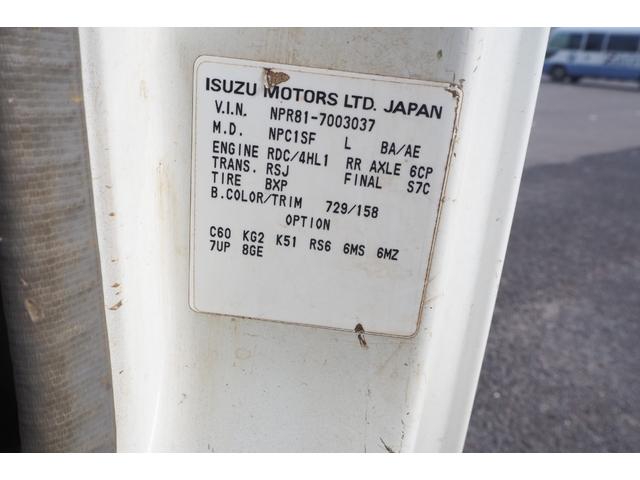 ISUZU MOTORS LTD. JAPAN
V.I.N. NPR81-7003037
M.D. NPC1SF L BA/AE
ENGINE RDC/4HL1 RR AXLE 6CP
TRANS. RSJ FINAL S7C
TIRE BXP
B.COLOR/TRIM 729/158
OPTION
C60 KG2 K51 RS6 6MS 6MZ
7UP 8GE